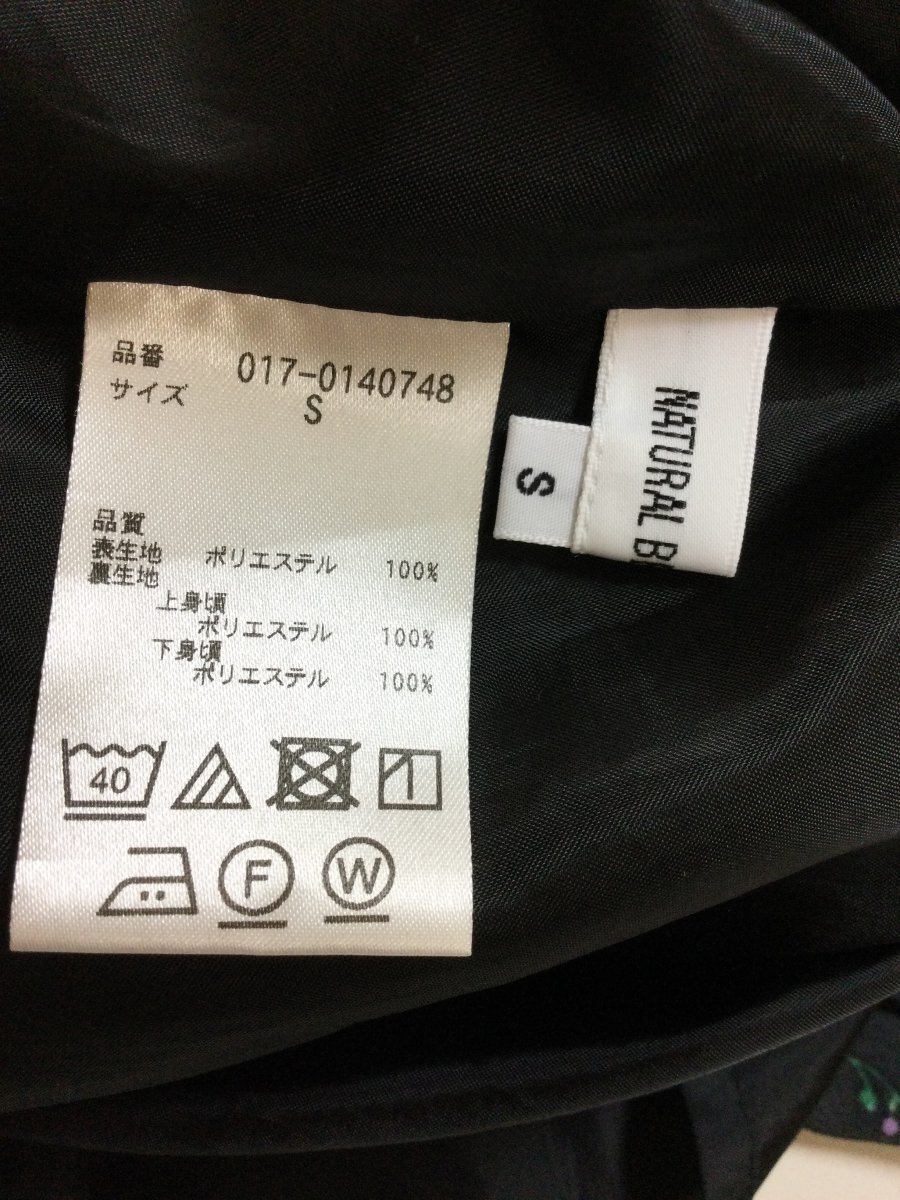 品番 017-0140748
サイズ S
品質
表生地 ポリエステル 100%
裏生地
上身頃
ポリエステル 100%
下身頃
ポリエステル 100%
40
F
W
S
NATURAL